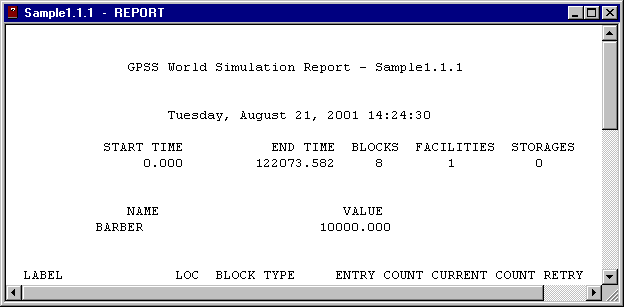 Sample1.1.1 - REPORT
GPSS World Simulation Report - Sample1.1.1
Tuesday, August 21, 2001 14:24:30
START TIME END TIME BLOCKS FACILITIES STORAGES
0.000 122073.582 8 1 0
NAME VALUE
BARBER 10000.000
LABEL LOC BLOCK TYPE ENTRY COUNT CURRENT COUNT RETRY